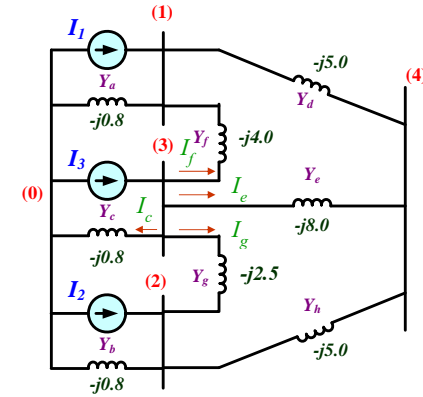 (1)
I1
Ya
-j0.8
-j5.0
Yd
(4)
Yf
-j4.0
(3)
If
I3
(0)
Yc
Ic
Ie
Ye
-j8.0
-j0.8
Ig
Yg
-j2.5
(2)
I2
Yb
-j0.8
Yh
-j5.0